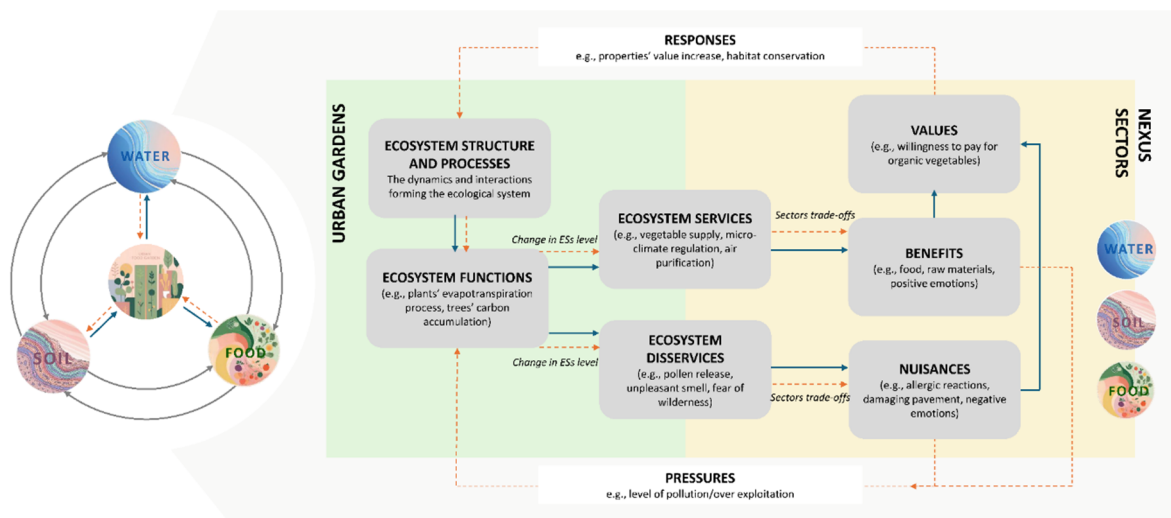 RESPONSES
e.g., properties' value increase, habitat conservation
URBAN GARDENS
NEXUS
SECTORS
WATER
SOIL
FOOD
ECOSYSTEM STRUCTURE
AND PROCESSES
The dynamics and interactions
forming the ecological system
ECOSYSTEM FUNCTIONS
(e.g., plants' evapotranspiration
process, trees' carbon
accumulation)
Change in ESs level
Change in ESs level
ECOSYSTEM SERVICES
(e.g., vegetable supply, micro-
climate regulation, air
purification)
ECOSYSTEM
DISSERVICES
(e.g., pollen release,
unpleasant smell, fear of
wilderness)
Sectors trade-offs
Sectors trade-offs
VALUES
(e.g., willingness to pay for
organic vegetables)
BENEFITS
(e.g., food, raw materials,
positive emotions)
NUISANCES
(e.g., allergic reactions,
damaging pavement, negative
emotions)
WATER
SOIL
FOOD
PRESSURES
e.g., level of pollution/over exploitation